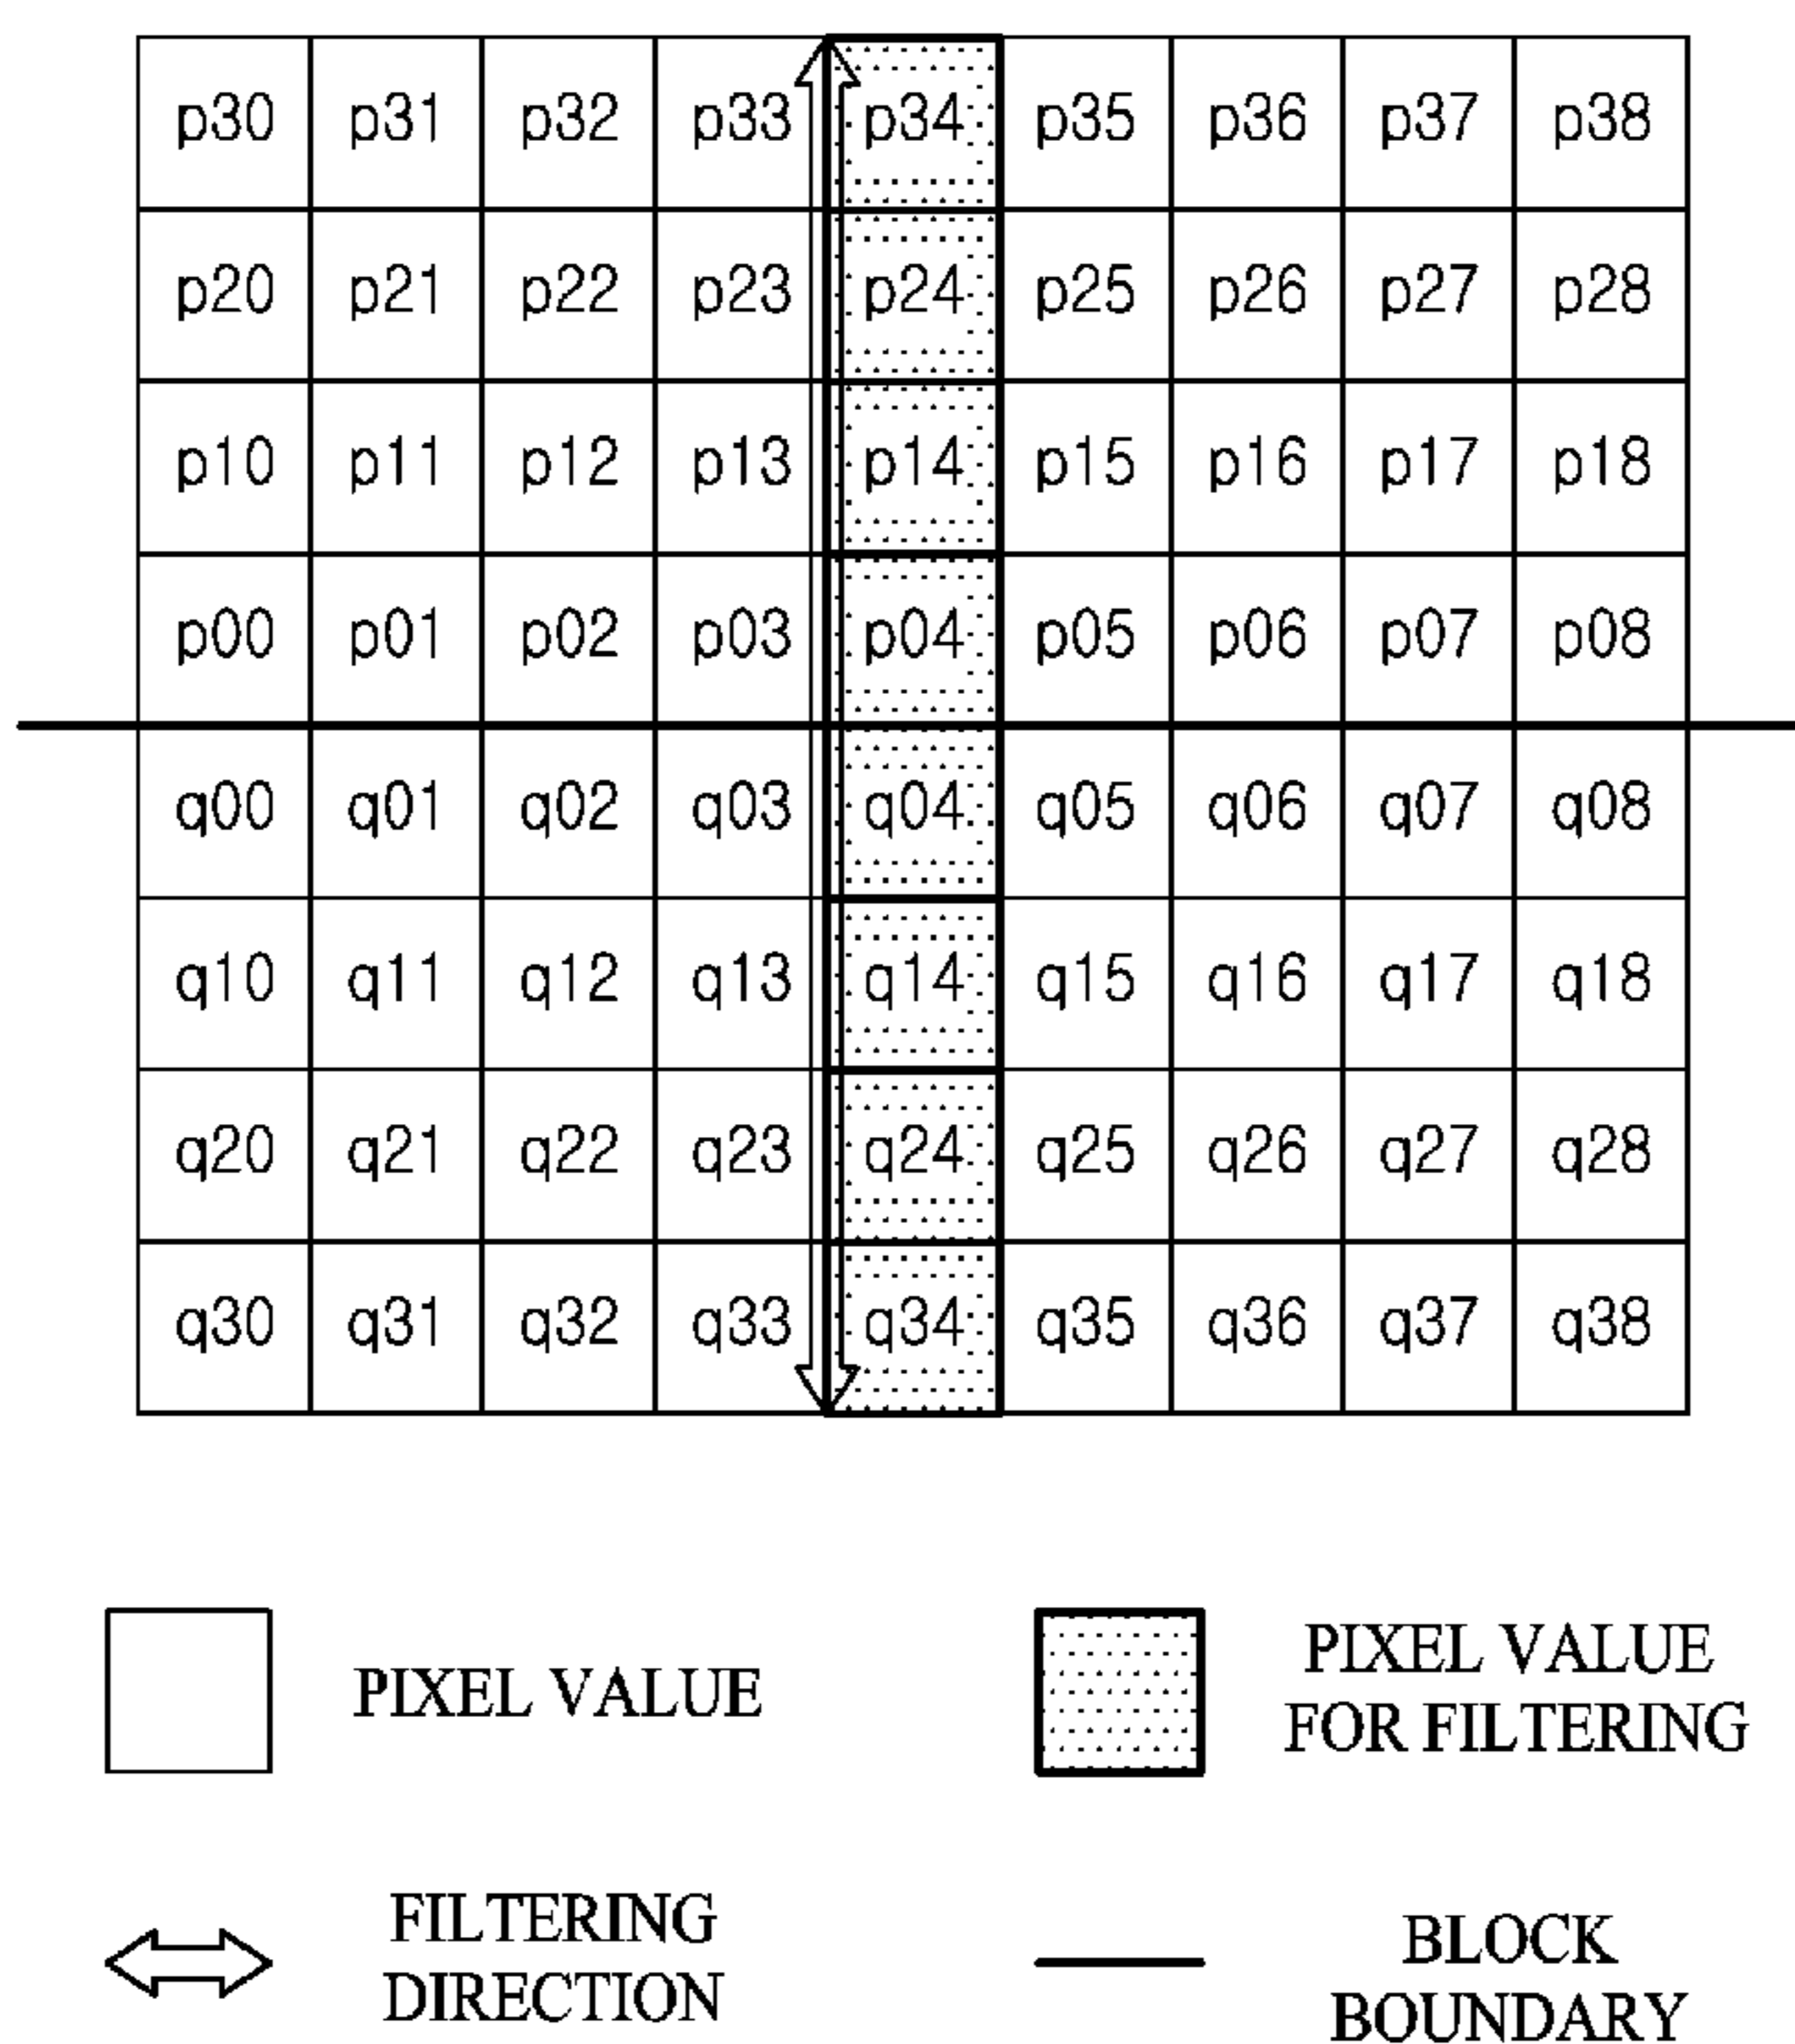 p30 p31 p32 p33 p34 p35 p36 p37 p38
p20 p21 p22 p23 p24 p25 p26 p27 p28
p10 p11 p12 p13 p14 p15 p16 p17 p18
p00 p01 p02 p03 p04 p05 p06 p07 p08
q00 q01 q02 q03 q04 q05 q06 q07 q08
q10 q11 q12 q13 q14 q15 q16 q17 q18
q20 q21 q22 q23 q24 q25 q26 q27 q28
q30 q31 q32 q33 q34 q35 q36 q37 q38
PIXEL VALUE
PIXEL VALUE
FOR FILTERING
FILTERING
DIRECTION
BLOCK
BOUNDARY